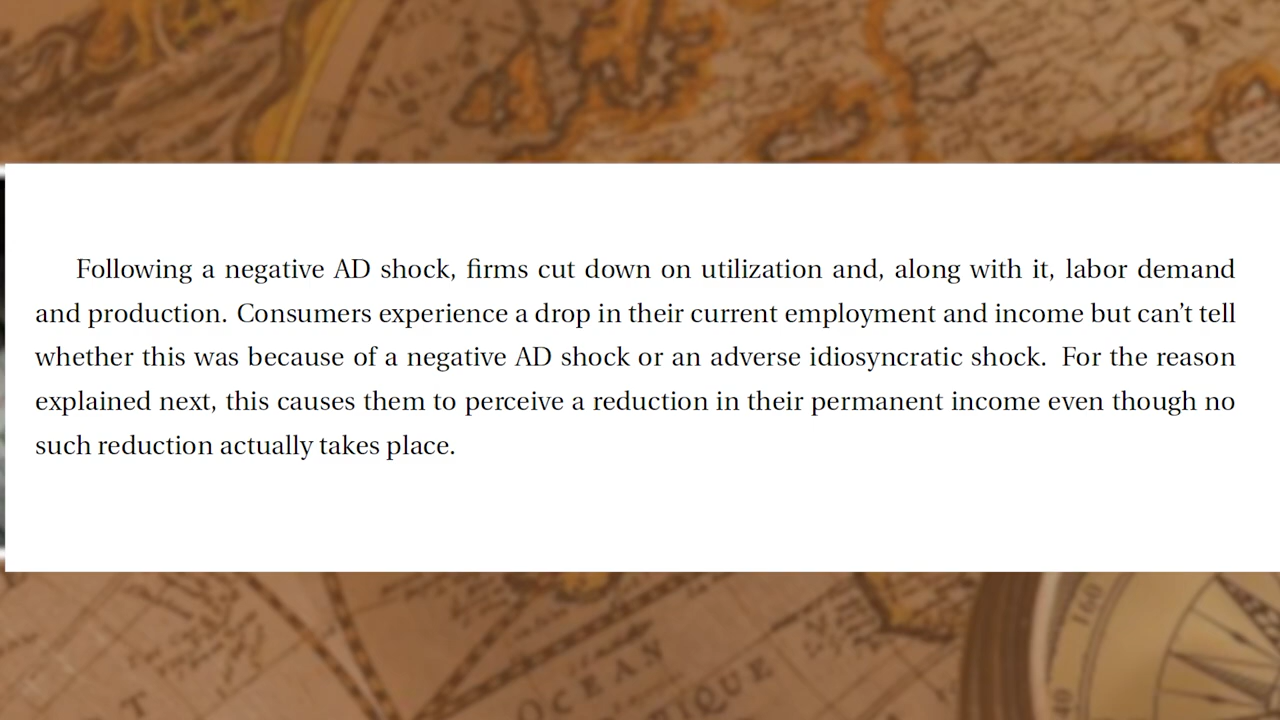 Following a negative AD shock, firms cut down on utilization and, along with it, labor demand
and production. Consumers experience a drop in their current employment and income but can't tell
whether this was because of a negative AD shock or an adverse idiosyncratic shock. For the reason
explained next, this causes them to perceive a reduction in their permanent income even though no
such reduction actually takes place.
160
OCEAN